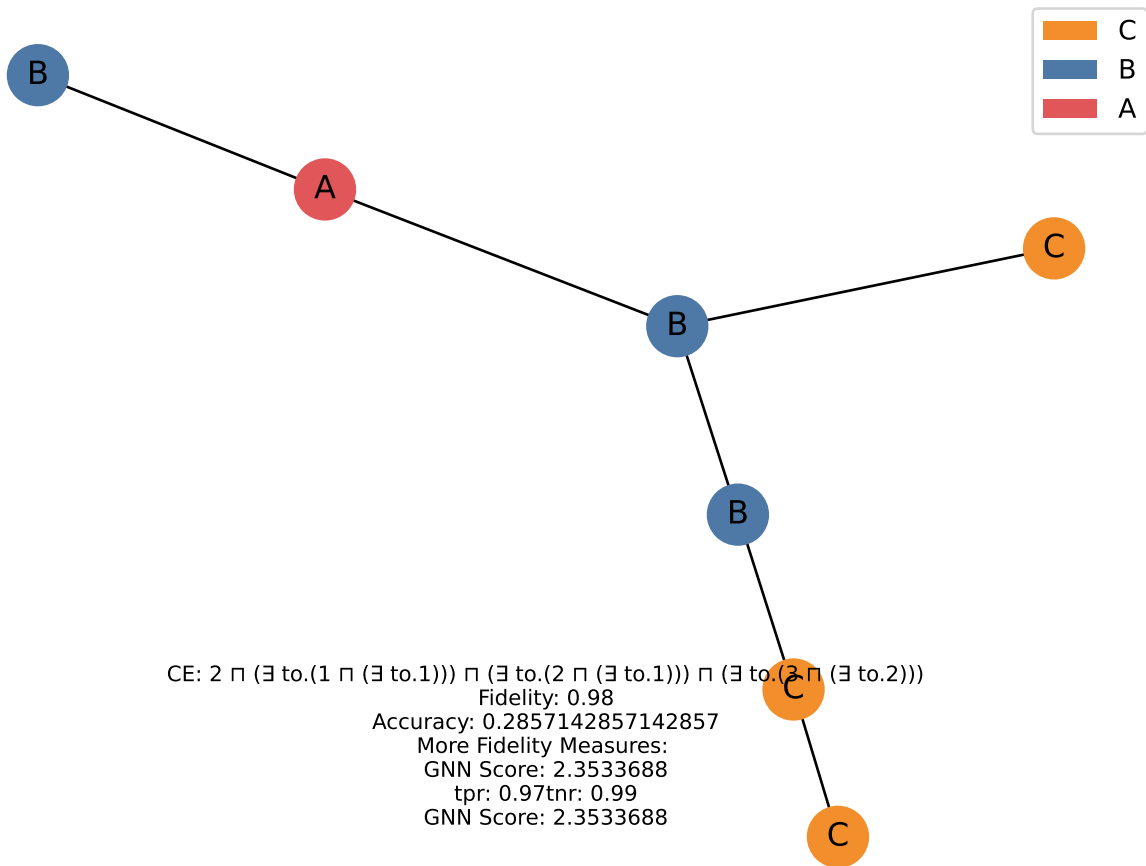 C
B
A
B
A
C
B
B
C
CE: 2 ⊓ (∃ to.(1 ⊓ (∃ to.1))) ⊓ (∃ to.(2 ⊓ (∃ to.1))) ⊓ (∃ to.(3 ⊓ (∃ to.2)))
Fidelity: 0.98
Accuracy: 0.2857142857142857
More Fidelity Measures:
GNN Score: 2.3533688
tpr: 0.97tnr: 0.99
GNN Score: 2.3533688
C